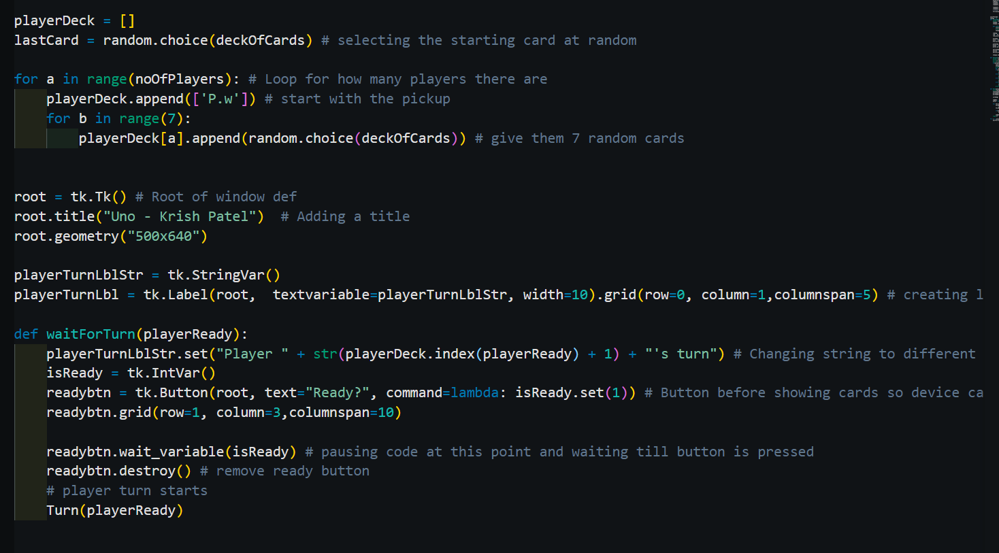 playerDeck = []
lastCard = random.choice(deckOfCards) # selecting the starting card at random
for a in range(noOfPlayers): # Loop for how many players there are
    playerDeck.append(['P.w']) # start with the pickup
    for b in range(7):
        playerDeck[a].append(random.choice(deckOfCards)) # give them 7 random cards
root = tk.Tk() # Root of window def
root.title("Uno - Krish Patel")  # Adding a title
root.geometry("500x640")
playerTurnLblStr = tk.StringVar()
playerTurnLbl = tk.Label(root,  textvariable=playerTurnLblStr, width=10).grid(row=0, column=1,columnspan=5) # creating l
def waitForTurn(playerReady):
    playerTurnLblStr.set("Player " + str(playerDeck.index(playerReady) + 1) + "'s turn") # Changing string to different
    isReady = tk.IntVar()
    readybtn = tk.Button(root, text="Ready?", command=lambda: isReady.set(1)) # Button before showing cards so device ca
    readybtn.grid(row=1, column=3,columnspan=10)
    readybtn.wait_variable(isReady) # pausing code at this point and waiting till button is pressed
    readybtn.destroy() # remove ready button
    # player turn starts
    Turn(playerReady)